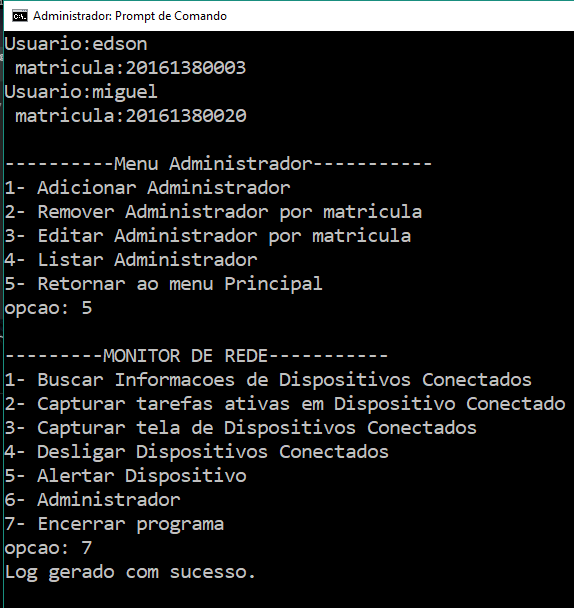 Administrador: Prompt de Comando
Usuario:edson
 matricula:20161380003
Usuario:miguel
 matricula:20161380020
----------Menu Administrador-----------
1- Adicionar Administrador
2- Remover Administrador por matricula
3- Editar Administrador por matricula
4- Listar Administrador
5- Retornar ao menu Principal
opcao: 5
---------MONITOR DE REDE-----------
1- Buscar Informacoes de Dispositivos Conectados
2- Capturar tarefas ativas em Dispositivo Conectado
3- Capturar tela de Dispositivos Conectados
4- Desligar Dispositivos Conectados
5- Alertar Dispositivo
6- Administrador
7- Encerrar programa
opcao: 7
Log gerado com sucesso.